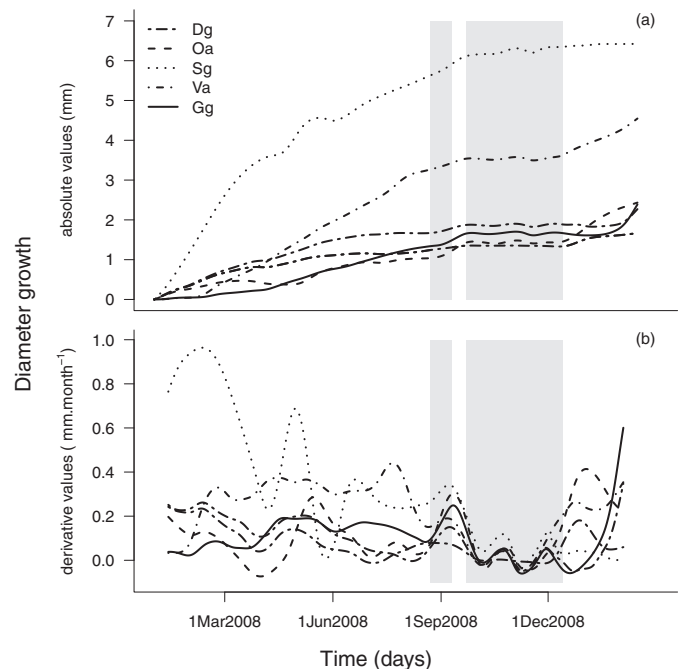 (a)
7
6
5
4
3
2
1
0
Dg
Oa
Sg
Va
Gg
absolute values (mm)
Diameter growth
(b)
1.0
0.8
0.6
0.4
0.2
0.0
derivative values ( mm.month⁻¹)
1Mar2008 1Jun2008 1Sep2008 1Dec2008
Time (days)